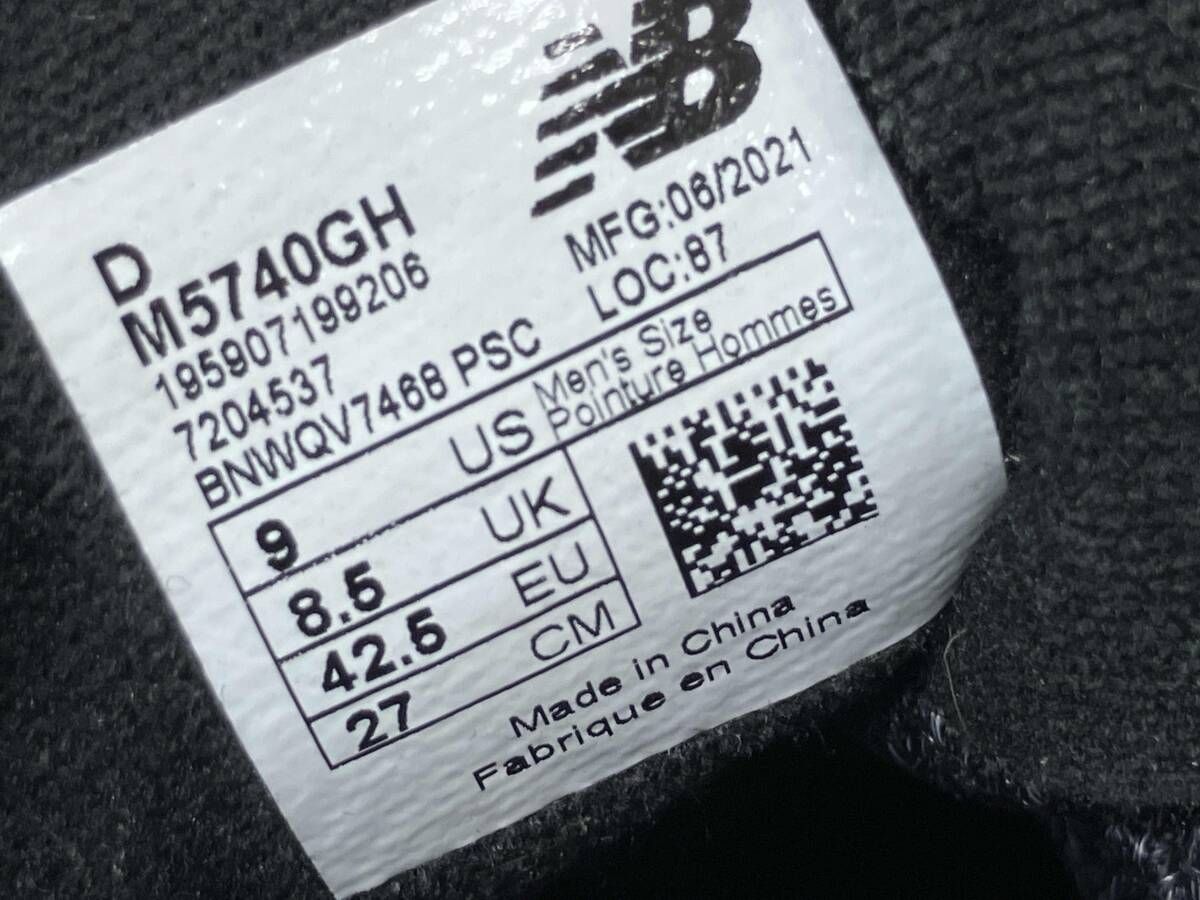 NB
MFG:06/2021
LOC:87
D
M5740GH
195907199206
7204537
BNWQV7468 PSC
9 US Men's Size
Pointure Hommes
8.5 UK
42.5 EU
27 CM
Made in China
Fabrique en China